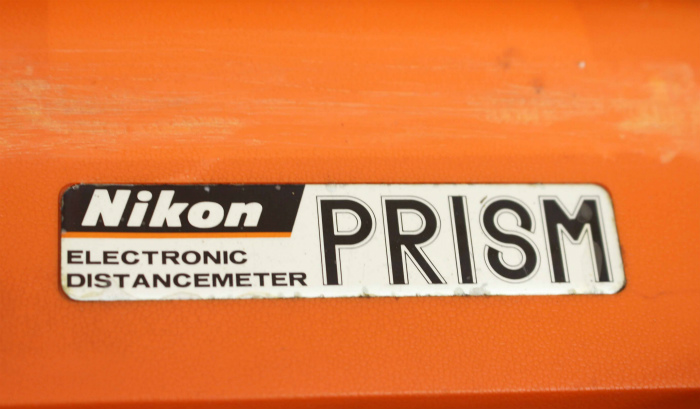 Nikon
ELECTRONIC
DISTANCEMETER
PRISM